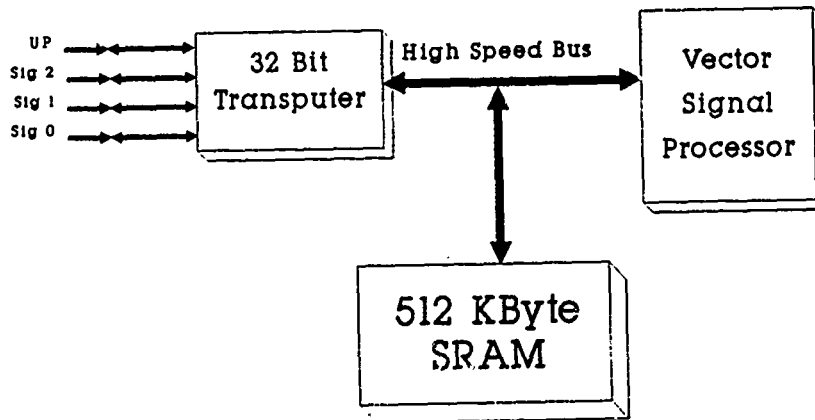 UP
Sig 2
Sig 1
Sig 0
32 Bit
Transputer
High Speed Bus
Vector
Signal
Processor
512 KByte
SRAM